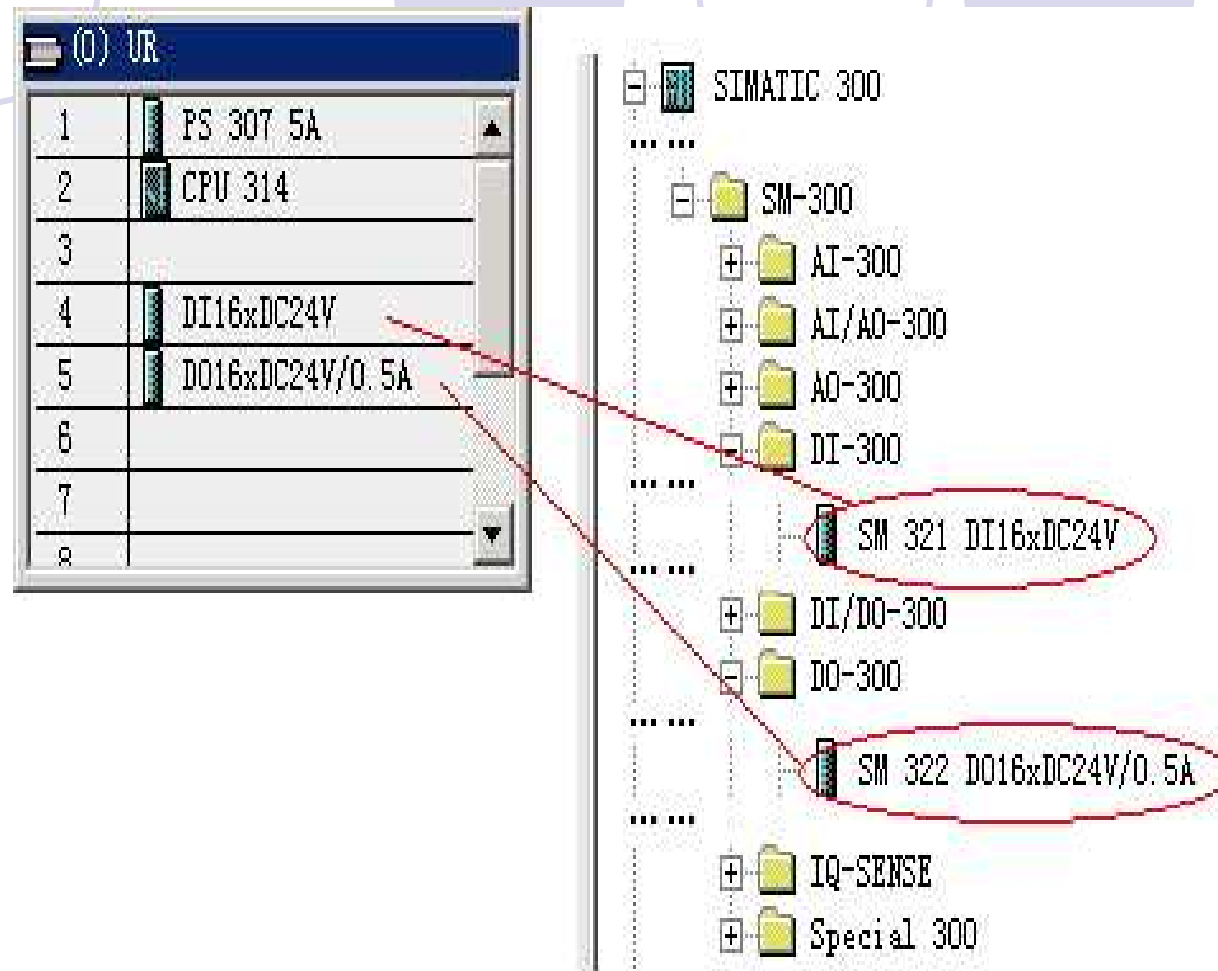 (0) UR
1 PS 307 5A
2 CPU 314
3
4 DI16xDC24V
5 DO16xDC24V/0.5A
6
7
8
SIMATIC 300
... ...
SM-300
AI-300
AI/AO-300
AO-300
DI-300
... ...
SM 321 DI16xDC24V
... ...
DI/DO-300
DO-300
... ...
SM 322 DO16xDC24V/0.5A
... ...
IQ-SENSE
Special 300